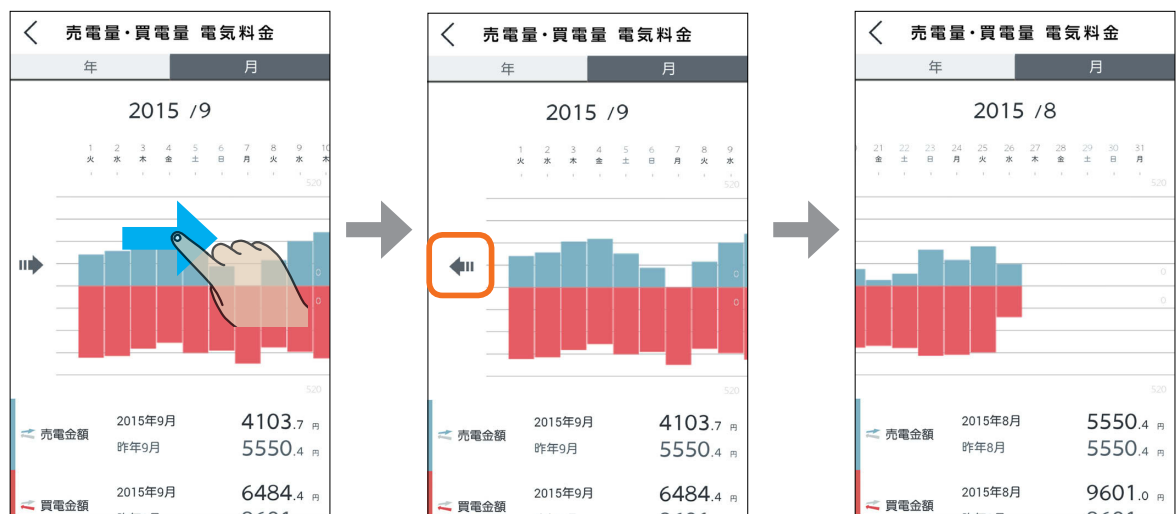 売電量・買電量 電気料金
年 月
2015 /9
1 2 3 4 5 6 7 8 9 10
火 水 木 金 土 日 月 火 水 木
520
0
0
520
売電金額 2015年9月 4103.7 円
昨年9月 5550.4 円
買電金額 2015年9月 6484.4 円
売電量・買電量 電気料金
年 月
2015 /9
1 2 3 4 5 6 7 8 9
火 水 木 金 土 日 月 火 水
520
0
0
520
売電金額 2015年9月 4103.7 円
昨年9月 5550.4 円
買電金額 2015年9月 6484.4 円
売電量・買電量 電気料金
年 月
2015 /8
21 22 23 24 25 26 27 28 29 30 31
金 土 日 月 火 水 木 金 土 日 月
520
0
0
520
売電金額 2015年8月 5550.4 円
昨年8月 5550.4 円
買電金額 2015年8月 9601.0 円